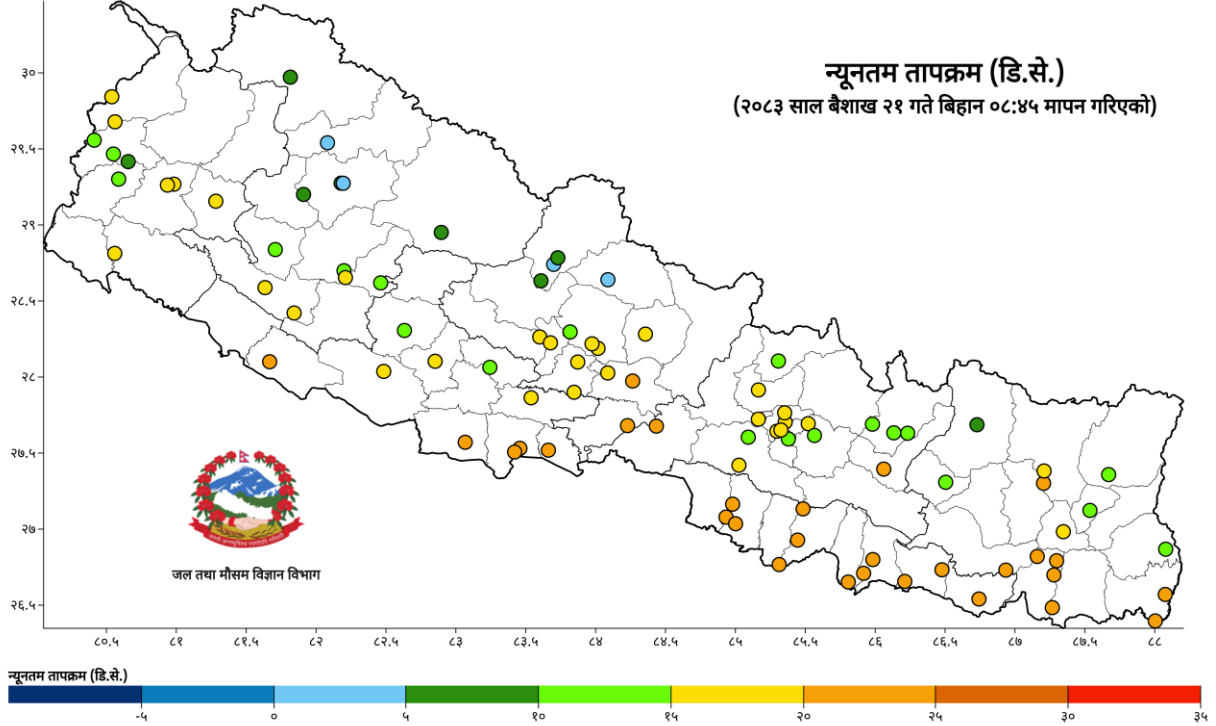 न्यूनतम तापक्रम (डि.से.)
(२०८३ साल बैशाख २१ गते बिहान ०८:४५ मापन गरिएको)
३०
२९.५
२९
२८.५
२८
२७.५
२७
२६.५
जल तथा मौसम विज्ञान विभाग
८०.५ ८१ ८१.५ ८२ ८२.५ ८३ ८३.५ ८४ ८४.५ ८५ ८५.५ ८६ ८६.५ ८७ ८७.५ ८८
न्यूनतम तापक्रम (डि.से.)
-५ ० ५ १० १५ २० २५ ३० ३५